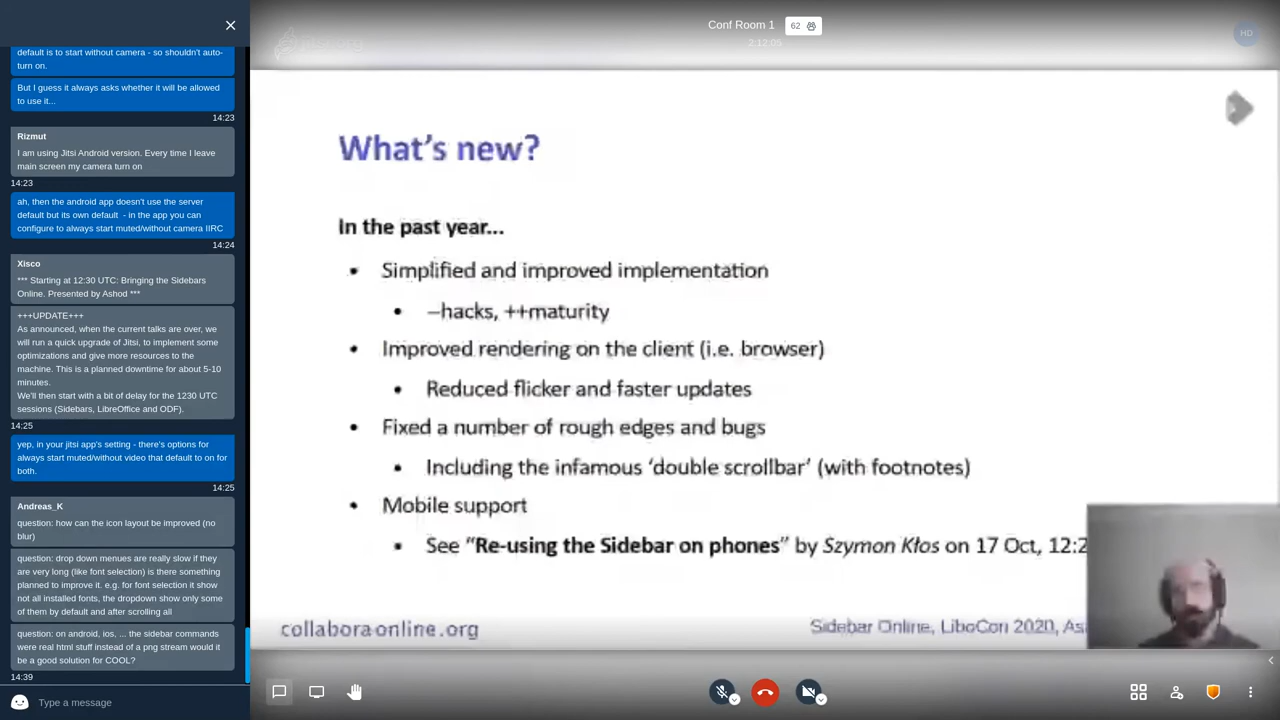 default is to start without camera - so shouldn't auto-
turn on.
But I guess it always asks whether it will be allowed
to use it...
14:23
Rizmut
I am using Jitsi Android version. Every time I leave
main screen my camera turn on
14:23
ah, then the android app doesn't use the server
default but its own default - in the app you can
configure to always start muted/without camera IIRC
14:24
Xisco
*** Starting at 12:30 UTC: Bringing the Sidebars
Online. Presented by Ashod ***
+++UPDATE+++
As announced, when the current talks are over, we
will run a quick upgrade of Jitsi, to implement some
optimizations and give more resources to the
machine. This is a planned downtime for about 5-10
minutes.
We'll then start with a bit of delay for the 1230 UTC
sessions (Sidebars, LibreOffice and ODF).
14:25
yep, in your jitsi app's setting - there's options for
always start muted/without video that default to on for
both.
14:25
Andreas_K
question: how can the icon layout be improved (no
blur)
question: drop down menues are really slow if they
are very long (like font selection) is there something
planned to improve it. e.g. for font selection it show
not all installed fonts, the dropdown show only some
of them by default and after scrolling all
question: on android, ios, ... the sidebar commands
were real html stuff instead of a png stream would it
be a good solution for COOL?
14:39
Type a message
Conf Room 1
62
2:12:05
HD
jitsi.org
What's new?
In the past year...
• Simplified and improved implementation
• --hacks, ++maturity
• Improved rendering on the client (i.e. browser)
• Reduced flicker and faster updates
• Fixed a number of rough edges and bugs
• Including the infamous 'double scrollbar' (with footnotes)
• Mobile support
• See "Re-using the Sidebar on phones" by Szymon Kłos on 17 Oct, 12:2
collaboraonline.org
Sidebar Online, LiboCon 2020, As